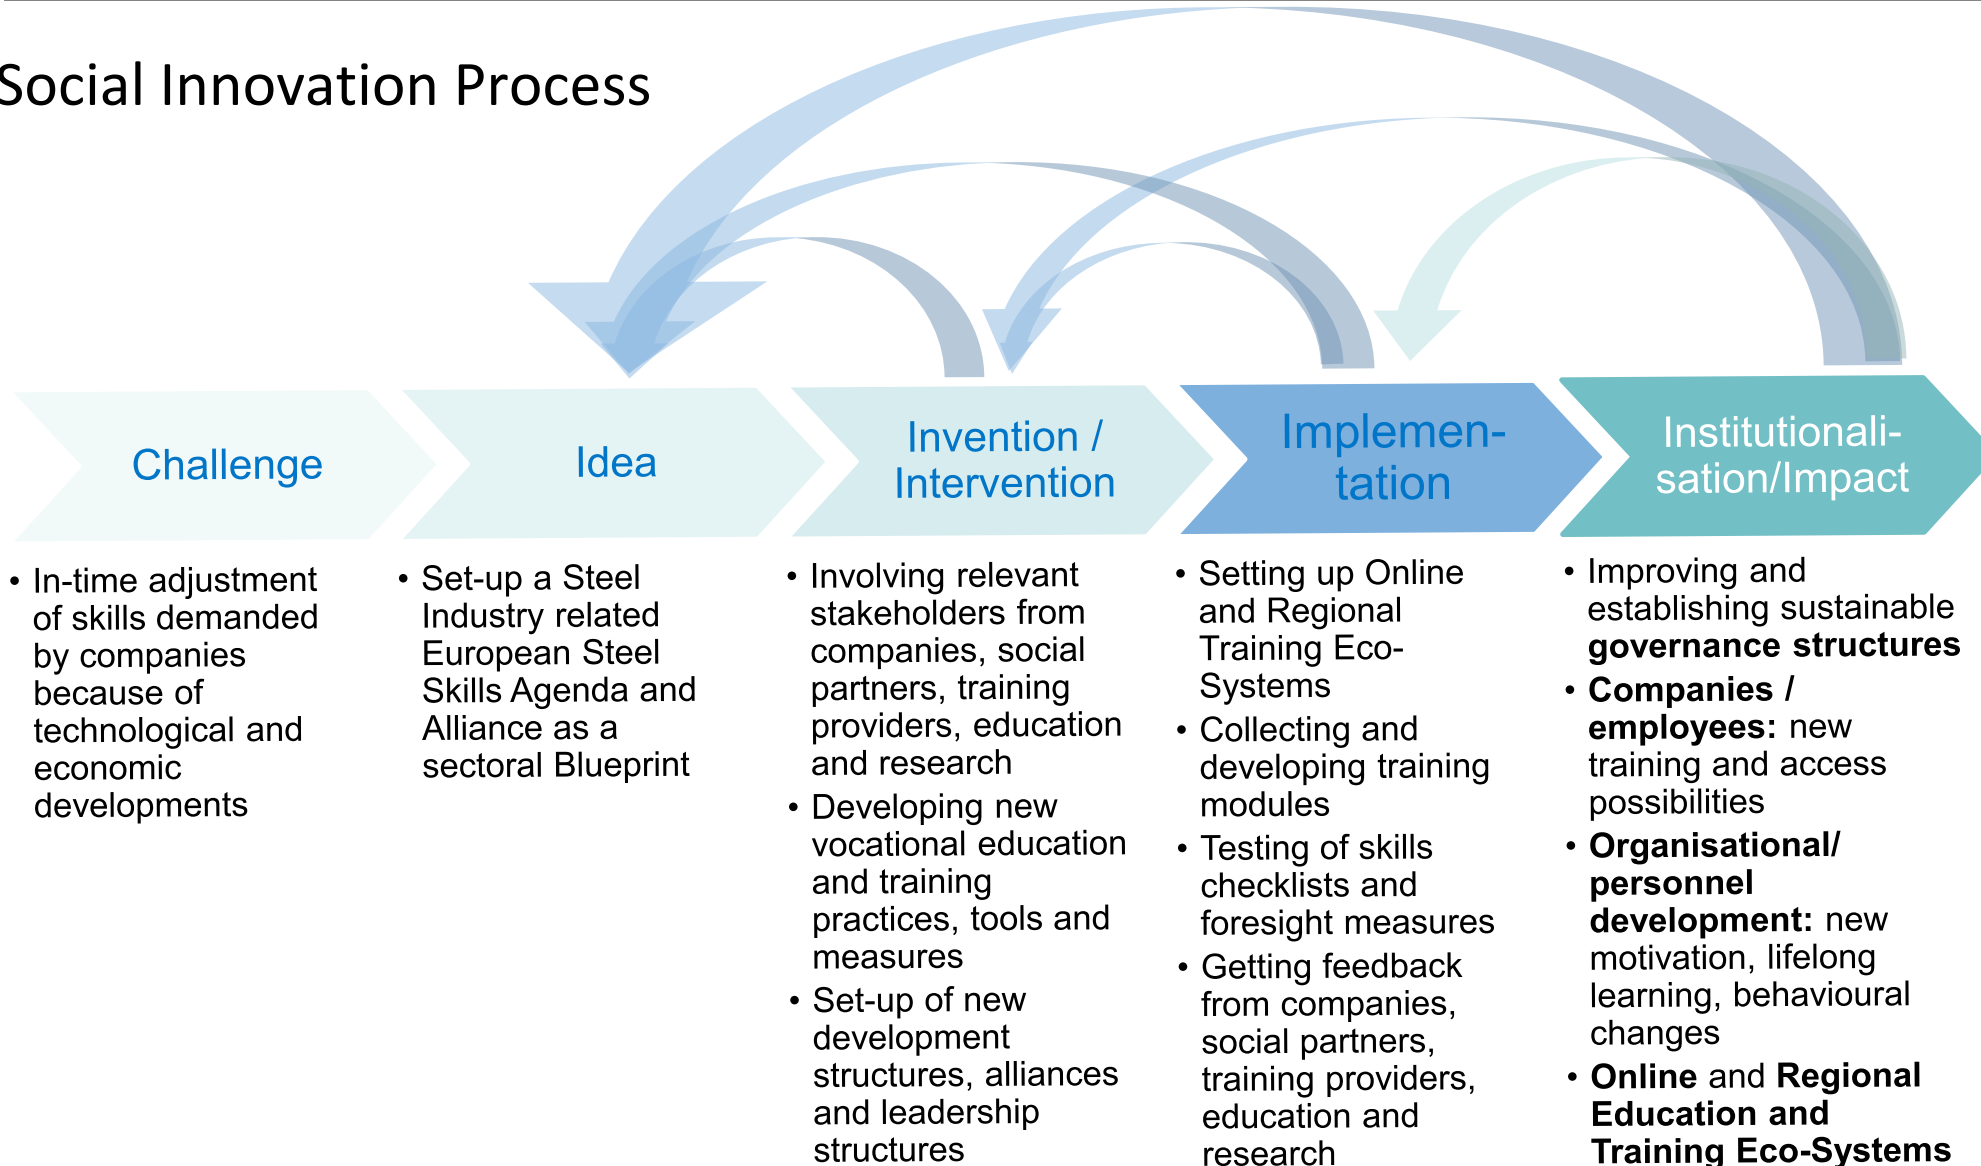 Social Innovation Process
Challenge
Idea
Invention /
Intervention
Implemen-
tation
Institutionali-
sation/Impact
• In-time adjustment
of skills demanded
by companies
because of
technological and
economic
developments
• Set-up a Steel
Industry related
European Steel
Skills Agenda and
Alliance as a
sectoral Blueprint
• Involving relevant
stakeholders from
companies, social
partners, training
providers, education
and research
• Developing new
vocational education
and training
practices, tools and
measures
• Set-up of new
development
structures, alliances
and leadership
structures
• Setting up Online
and Regional
Training Eco-
Systems
• Collecting and
developing training
modules
• Testing of skills
checklists and
foresight measures
• Getting feedback
from companies,
social partners,
training providers,
education and
research
• Improving and
establishing sustainable
governance structures
• Companies /
employees: new
training and access
possibilities
• Organisational/
personnel
development: new
motivation, lifelong
learning, behavioural
changes
• Online and Regional
Education and
Training Eco-Systems